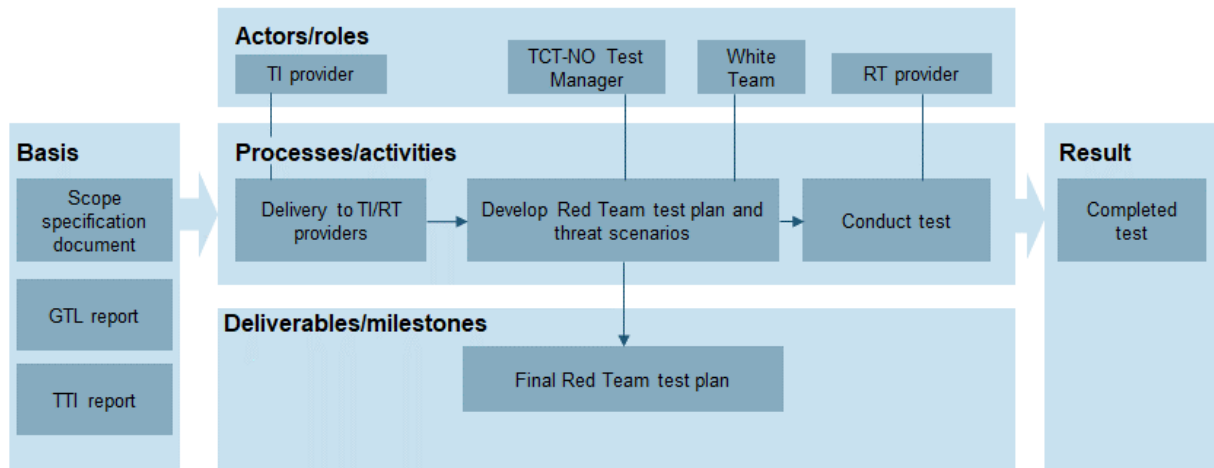 Actors/roles
TI provider
TCT-NO Test
Manager
White
Team
RT provider
Basis
Scope
specification
document
GTL report
TTI report
Processes/activities
Delivery to TI/RT
providers
Develop Red Team test plan and
threat scenarios
Conduct test
Deliverables/milestones
Final Red Team test plan
Result
Completed
test